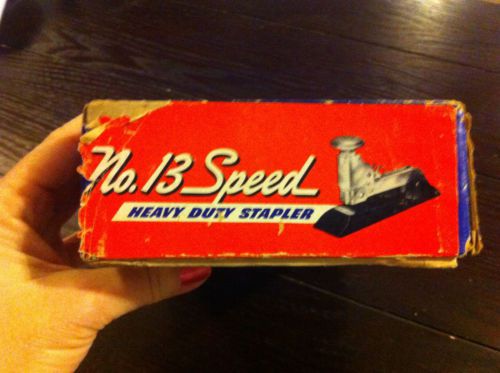 No. 13 Speed
HEAVY DUTY STAPLER